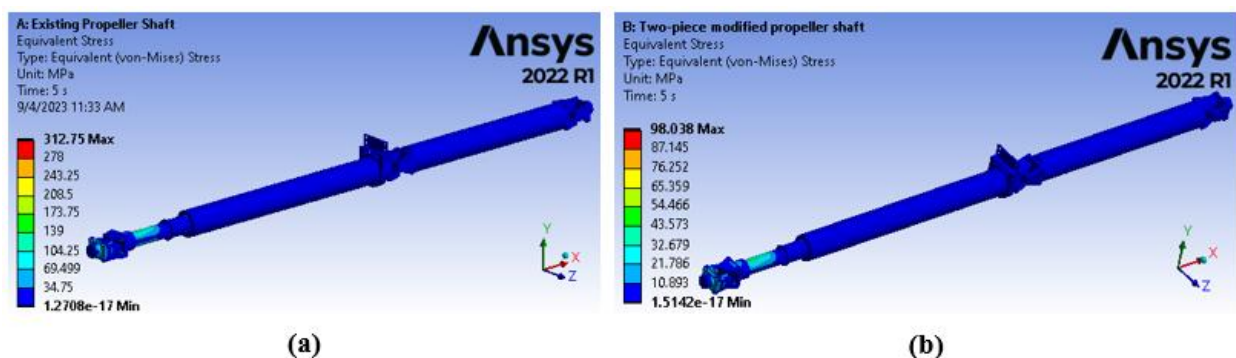 A: Existing Propeller Shaft
Equivalent Stress
Type: Equivalent (von-Mises) Stress
Unit: MPa
Time: 5 s
9/4/2023 11:33 AM
Ansys
2022 R1
312.75 Max
278
243.25
208.5
173.75
139
104.25
69.499
34.75
1.2708e-17 Min
Y
X
Z
(a)
B: Two-piece modified propeller shaft
Equivalent Stress
Type: Equivalent (von-Mises) Stress
Unit: MPa
Time: 5 s
Ansys
2022 R1
98.038 Max
87.145
76.252
65.359
54.466
43.573
32.679
21.786
10.893
1.5142e-17 Min
Y
X
Z
(b)